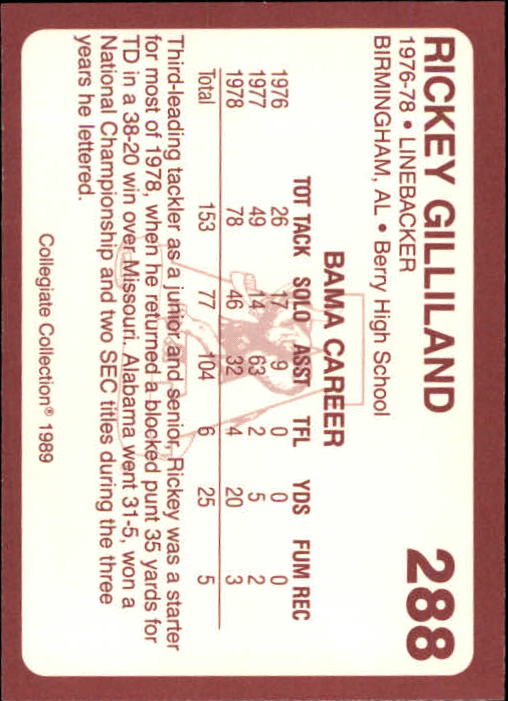 RICKEY GILLILAND 288
1976-78 • LINEBACKER
BIRMINGHAM, AL • Berry High School
BAMA CAREER
TOT TACK SOLO ASST TFL YDS FUM REC
1976 26 17 9 0 0 0
1977 49 14 63 2 5 2
1978 78 46 32 4 20 3
Total 153 77 104 6 25 5
Third-leading tackler as a junior and senior, Rickey was a starter
for most of 1978, when he returned a blocked punt 35 yards for
TD in a 38-20 win over Missouri. Alabama went 31-5, won a
National Championship and two SEC titles during the three
years he lettered.
Collegiate Collection® 1989